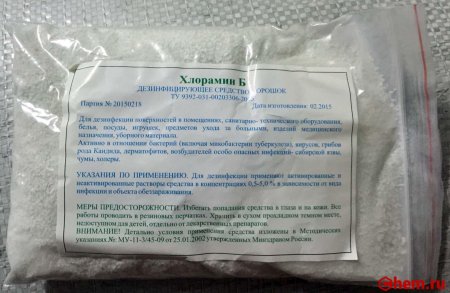 Хлорамин Б
ДЕЗИНФИЦИРУЮЩЕЕ СРЕДСТВО ПОРОШОК
ТУ 9392-031-00203306-2003
Партия № 20150218 Дата изготовления: 02.2015
Для дезинфекции поверхностей в помещениях, санитарно- технического оборудования,
белья, посуды, игрушек, предметов ухода за больными, изделий медицинского
назначения, уборочного материала.
Активно в отношении бактерий (включая микобактерии туберкулеза), вирусов, грибов
рода Кандида, дерматофитов, возбудителей особо опасных инфекций- сибирской язвы,
чумы, холеры.
УКАЗАНИЯ ПО ПРИМЕНЕНИЮ. Для дезинфекции применяют активированные и
неактивированные растворы средства в концентрациях 0,5-5,0 % в зависимости от вида
инфекции и объекта обеззараживания.
МЕРЫ ПРЕДОСТОРОЖНОСТИ: Избегать попадания средства в глаза и на кожу. Все
работы проводить в резиновых перчатках. Хранить в сухом прохладном темном месте,
недоступном для детей, отдельно от лекарственных препаратов.
ВНИМАНИЕ! Детально условия применения средства изложены в Методических
указаниях № МУ-11-3/45-09 от 25.01.2002 утвержденных Минздравом России.
hem.ru